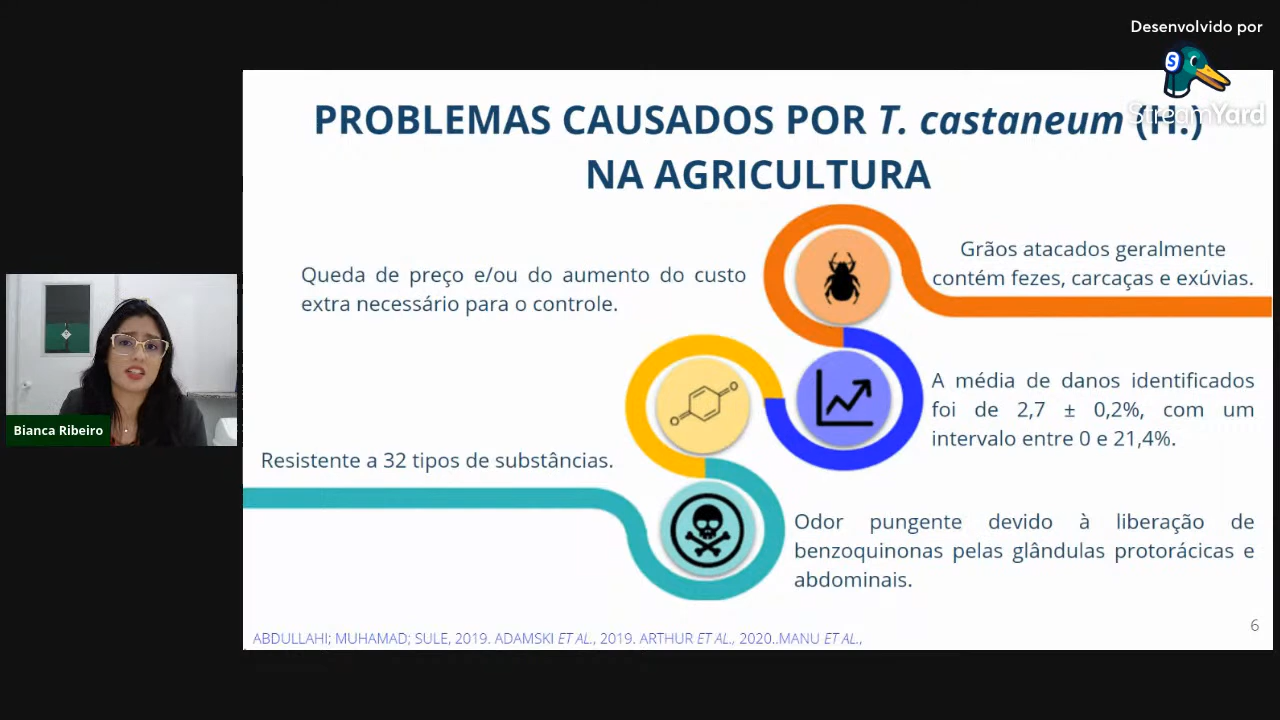 Desenvolvido por
S
StreamYard
PROBLEMAS CAUSADOS POR T. castaneum (H.)
NA AGRICULTURA
Grãos atacados geralmente
contém fezes, carcaças e exúvias.
Queda de preço e/ou do aumento do custo
extra necessário para o controle.
A média de danos identificados
foi de 2,7 ± 0,2%, com um
intervalo entre 0 e 21,4%.
Resistente a 32 tipos de substâncias.
Odor pungente devido à liberação de
benzoquinonas pelas glândulas protorácicas e
abdominais.
Bianca Ribeiro
ABDULLAHI; MUHAMAD; SULE, 2019. ADAMSKI ET AL., 2019. ARTHUR ET AL., 2020..MANU ET AL.,
6